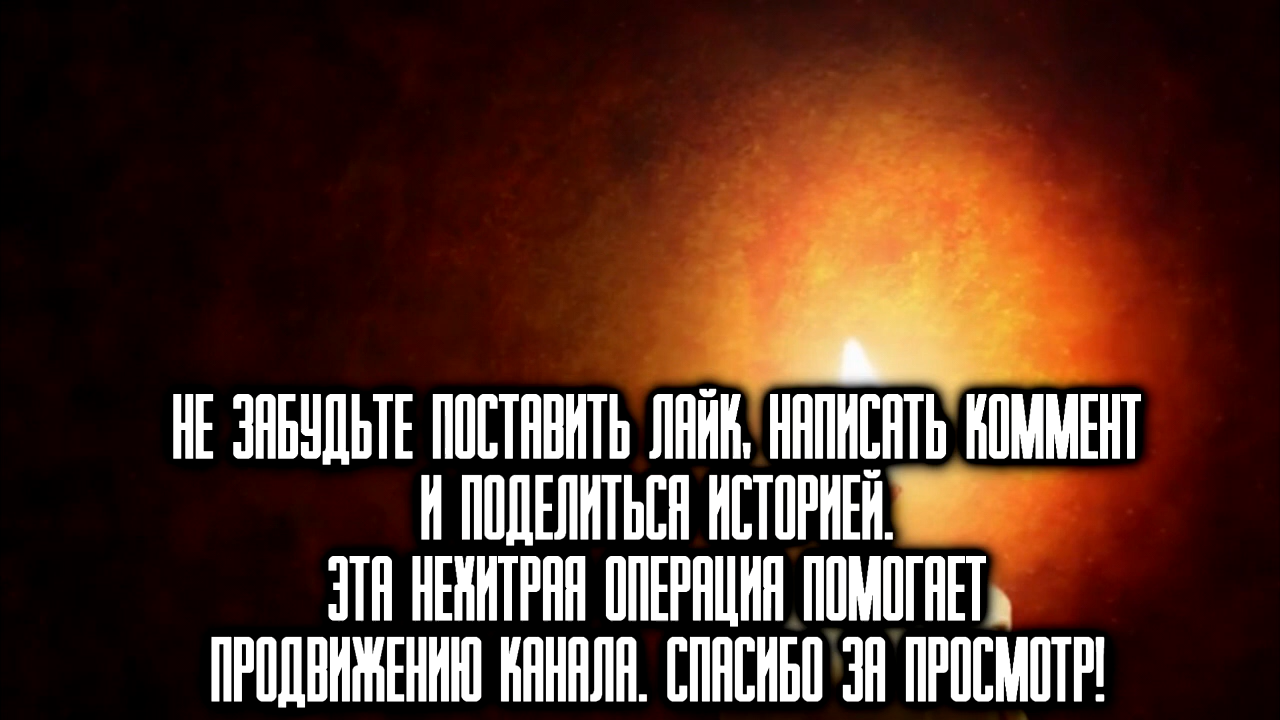 НЕ ЗАБУДЬТЕ ПОСТАВИТЬ ЛАЙК, НАПИСАТЬ КОММЕНТ
И ПОДЕЛИТЬСЯ ИСТОРИЕЙ.
ЭТА НЕХИТРАЯ ОПЕРАЦИЯ ПОМОГАЕТ
ПРОДВИЖЕНИЮ КАНАЛА. СПАСИБО ЗА ПРОСМОТР!